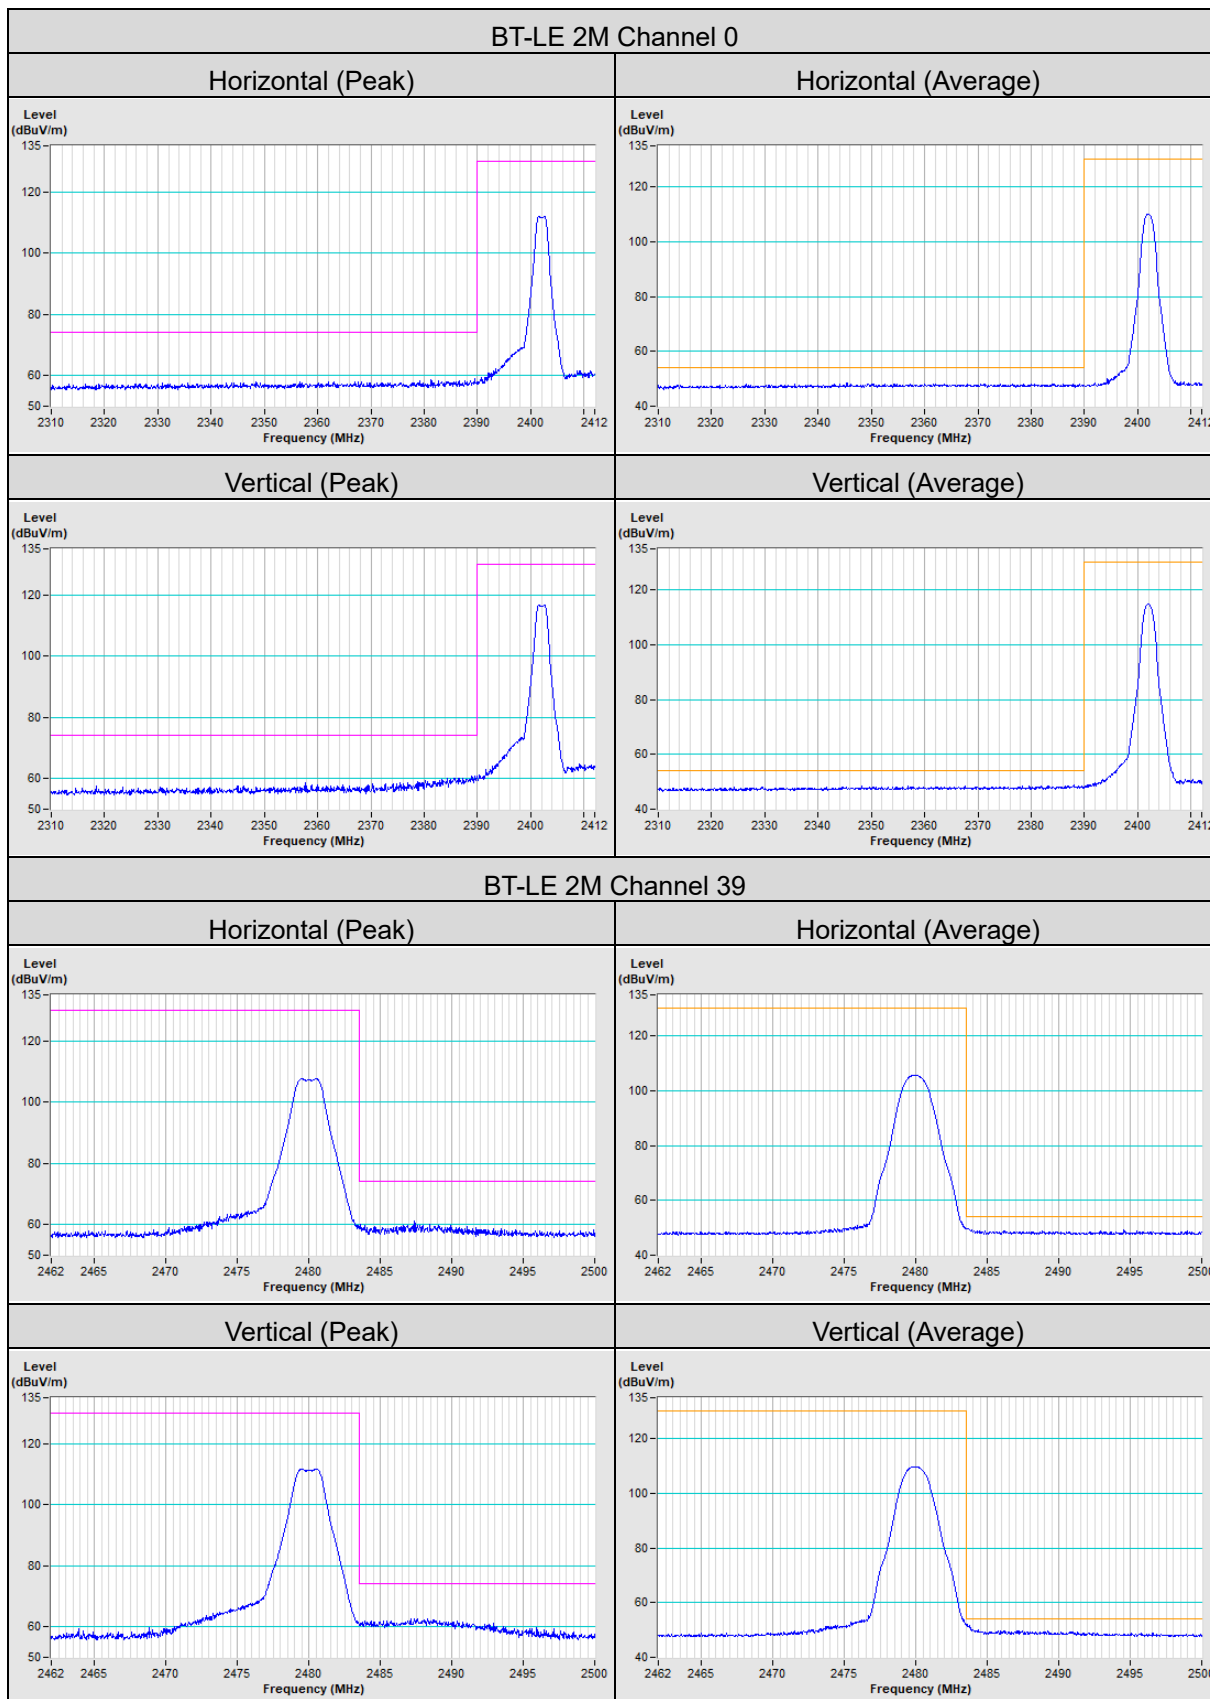 BT-LE 2M Channel 0
Horizontal (Peak)
Horizontal (Average)
Level
(dBuV/m)
135
120
100
80
60
50
2310 2320 2330 2340 2350 2360 2370 2380 2390 2400 2412
Frequency (MHz)
Level
(dBuV/m)
135
120
100
80
60
40
2310 2320 2330 2340 2350 2360 2370 2380 2390 2400 2412
Frequency (MHz)
Vertical (Peak)
Vertical (Average)
Level
(dBuV/m)
135
120
100
80
60
50
2310 2320 2330 2340 2350 2360 2370 2380 2390 2400 2412
Frequency (MHz)
Level
(dBuV/m)
135
120
100
80
60
40
2310 2320 2330 2340 2350 2360 2370 2380 2390 2400 2412
Frequency (MHz)
BT-LE 2M Channel 39
Horizontal (Peak)
Horizontal (Average)
Level
(dBuV/m)
135
120
100
80
60
50
2462 2465 2470 2475 2480 2485 2490 2495 2500
Frequency (MHz)
Level
(dBuV/m)
135
120
100
80
60
40
2462 2465 2470 2475 2480 2485 2490 2495 2500
Frequency (MHz)
Vertical (Peak)
Vertical (Average)
Level
(dBuV/m)
135
120
100
80
60
50
2462 2465 2470 2475 2480 2485 2490 2495 2500
Frequency (MHz)
Level
(dBuV/m)
135
120
100
80
60
40
2462 2465 2470 2475 2480 2485 2490 2495 2500
Frequency (MHz)